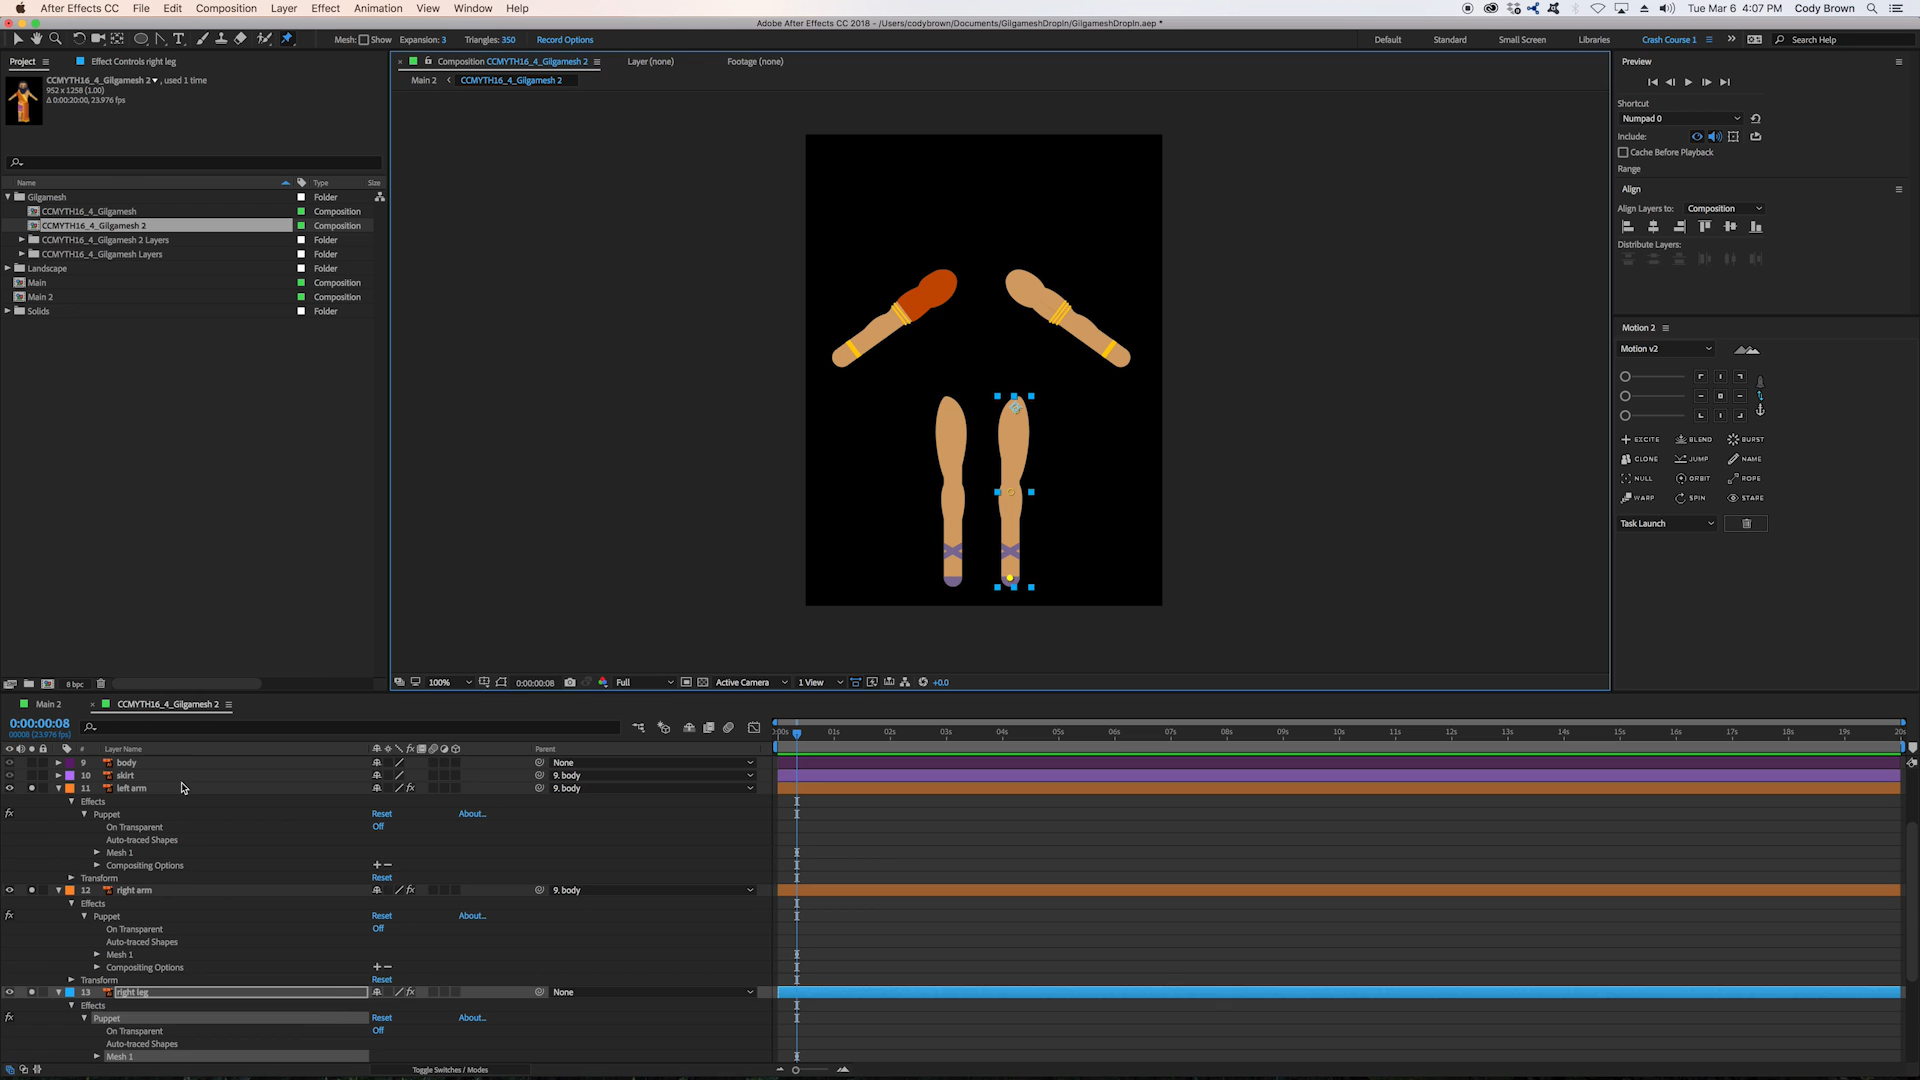 After Effects CC File Edit Composition Layer Effect Animation View Window Help Tue Mar 6 4:07 PM Cody Brown
Adobe After Effects CC 2018 - /Users/codybrown/Documents/GilgameshDropIn/GilgameshDropIn.aep *
Mesh: Show Expansion: 3 Triangles: 350 Record Options Default Standard Small Screen Libraries Crash Course 1 Search Help
Project Effect Controls right leg Composition CCMYTH16_4_Gilgamesh 2 Layer (none) Footage (none) Preview
CCMYTH16_4_Gilgamesh 2 , used 1 time Main 2 CCMYTH16_4_Gilgamesh 2
952 x 1258 (1.00)
Δ 0:00:20:00, 23.976 fps
Shortcut
Numpad 0
Include:
Cache Before Playback
Range
Name Type Size
Gilgamesh Folder
CCMYTH16_4_Gilgamesh Composition
CCMYTH16_4_Gilgamesh 2 Composition
CCMYTH16_4_Gilgamesh 2 Layers Folder
CCMYTH16_4_Gilgamesh Layers Folder
Landscape Folder
Main Composition
Main 2 Composition
Solids Folder
Align
Align Layers to: Composition
Distribute Layers:
Motion 2
Motion v2
EXCITE BLEND BURST
CLONE JUMP NAME
NULL ORBIT ROPE
WARP SPIN STARE
Task Launch
8 bpc 100% 0:00:00:08 Full Active Camera 1 View +0.0
Main 2 CCMYTH16_4_Gilgamesh 2
0:00:00:08
00008 (23.976 fps)
:00s 01s 02s 03s 04s 05s 06s 07s 08s 09s 10s 11s 12s 13s 14s 15s 16s 17s 18s 19s 20s
# Layer Name Parent
9 body None
10 skirt 9. body
11 left arm 9. body
Effects
Puppet Reset About...
On Transparent Off
Auto-traced Shapes
Mesh 1
Compositing Options
Transform Reset
12 right arm 9. body
Effects
Puppet Reset About...
On Transparent Off
Auto-traced Shapes
Mesh 1
Compositing Options
Transform Reset
13 right leg None
Effects
Puppet Reset About...
On Transparent Off
Auto-traced Shapes
Mesh 1
Toggle Switches / Modes